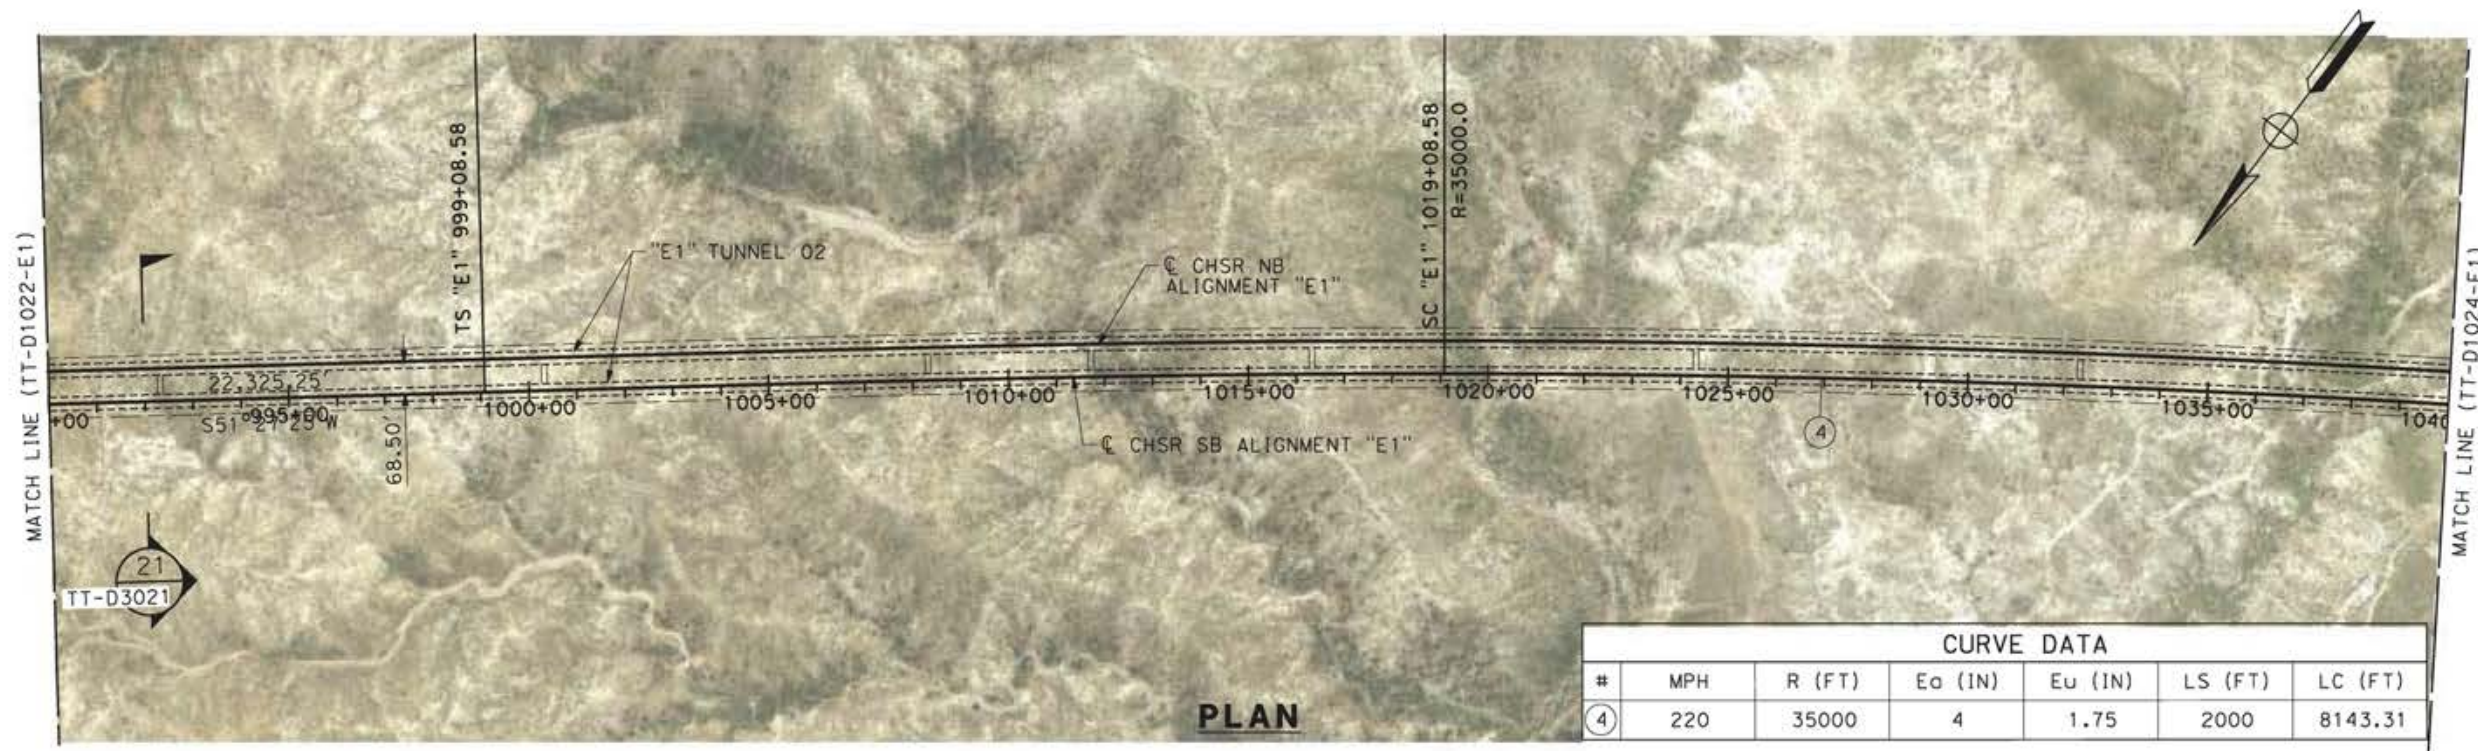 MATCH LINE (TT-D1022-E1)
TS "E1" 999+08.58
"E1" TUNNEL 02
℄ CHSR NB
ALIGNMENT "E1"
SC "E1" 1019+08.58
R=35000.0
22,325.25'
+00
995+00
1000+00
1005+00
1010+00
1015+00
1020+00
1025+00
1030+00
1035+00
1040
68.50'
℄ CHSR SB ALIGNMENT "E1"
4
21
TT-D3021
MATCH LINE (TT-D1024-E1)
PLAN
CURVE DATA
# MPH R (FT) Ea (IN) Eu (IN) LS (FT) LC (FT)
4 220 35000 4 1.75 2000 8143.31